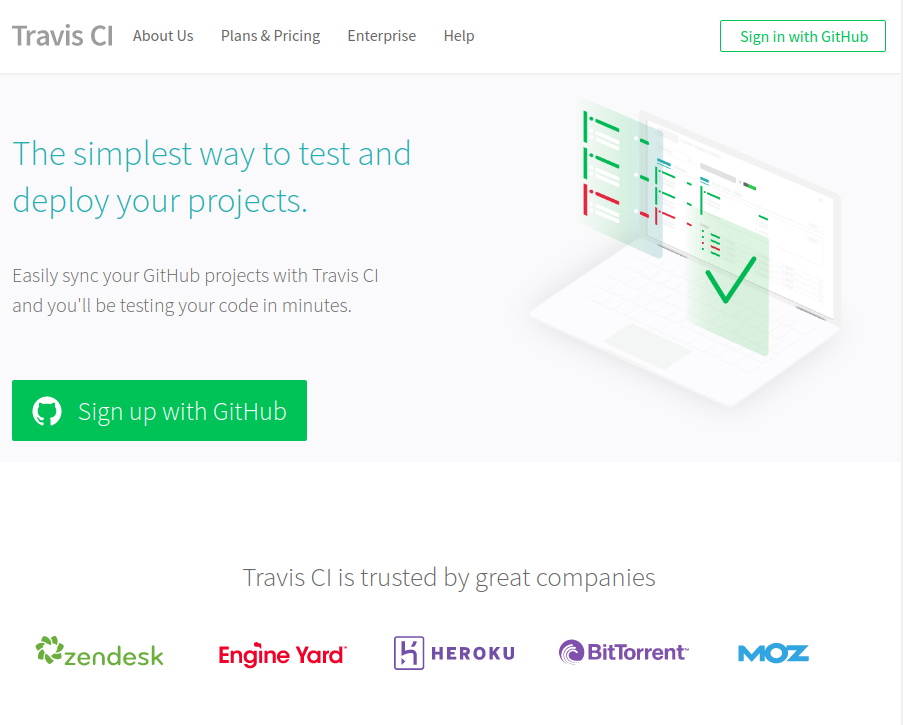 Travis CI
About Us
Plans & Pricing
Enterprise
Help
Sign in with GitHub
The simplest way to test and
deploy your projects.
Easily sync your GitHub projects with Travis CI
and you'll be testing your code in minutes.
Sign up with GitHub
Travis CI is trusted by great companies
zendesk
Engine Yard
HEROKU
BitTorrent™
MOZ